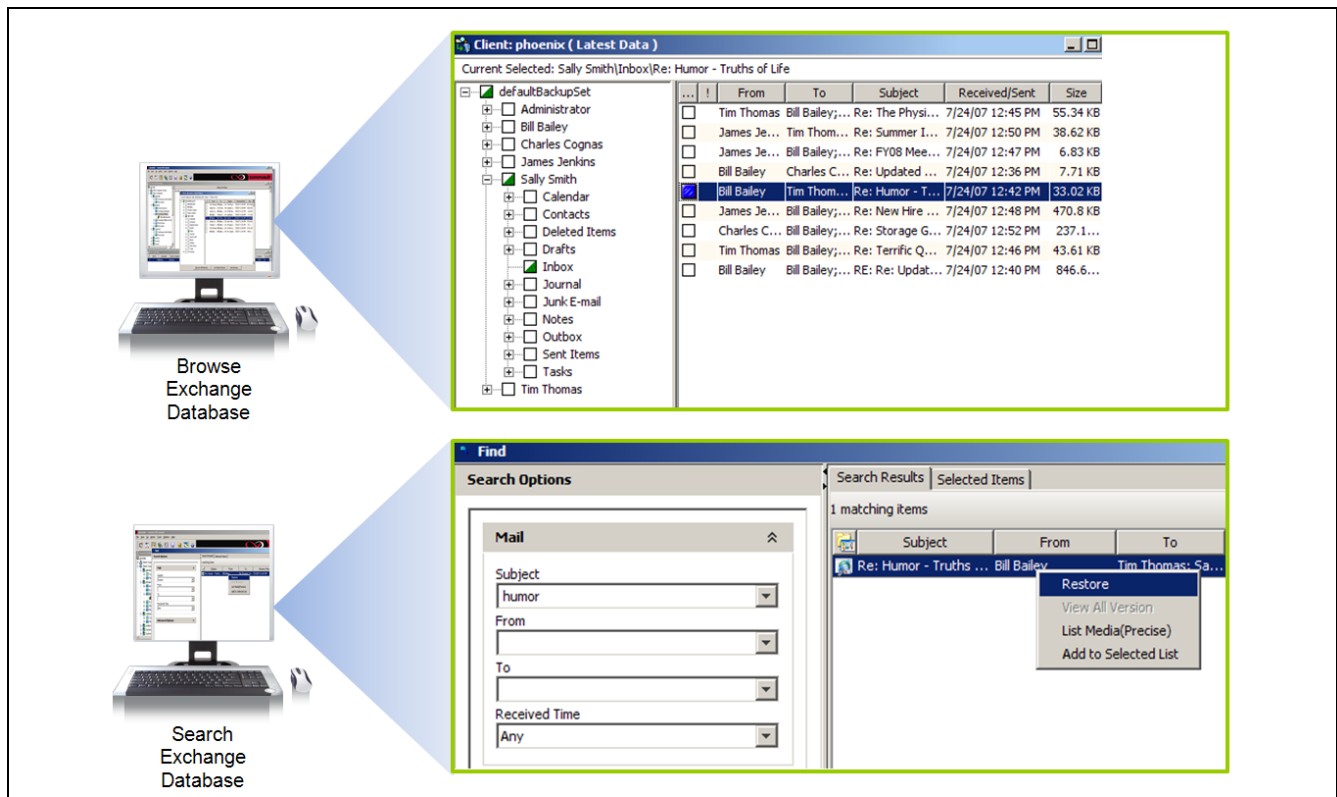 Client: phoenix ( Latest Data )
Current Selected: Sally Smith\Inbox\Re: Humor - Truths of Life
defaultBackupSet
Administrator
Bill Bailey
Charles Cognas
James Jenkins
Sally Smith
Calendar
Contacts
Deleted Items
Drafts
Inbox
Journal
Junk E-mail
Notes
Outbox
Sent Items
Tasks
Tim Thomas
... ! From To Subject Received/Sent Size
Tim Thomas Bill Bailey;... Re: The Physi... 7/24/07 12:45 PM 55.34 KB
James Je... Tim Thom... Re: Summer I... 7/24/07 12:50 PM 38.62 KB
James Je... Bill Bailey;... Re: FY08 Mee... 7/24/07 12:47 PM 6.83 KB
Bill Bailey Charles C... Re: Updated ... 7/24/07 12:36 PM 7.71 KB
Bill Bailey Tim Thom... Re: Humor - T... 7/24/07 12:42 PM 33.02 KB
James Je... Bill Bailey;... Re: New Hire ... 7/24/07 12:48 PM 470.8 KB
Charles C... Bill Bailey;... Re: Storage G... 7/24/07 12:52 PM 237.1...
Tim Thomas Bill Bailey;... Re: Terrific Q... 7/24/07 12:46 PM 43.61 KB
Bill Bailey Bill Bailey;... RE: Re: Updat... 7/24/07 12:40 PM 846.6...
Browse
Exchange
Database
Find
Search Options
Mail
Subject
humor
From
To
Received Time
Any
Search Results Selected Items
1 matching items
Subject From To
Re: Humor - Truths ... Bill Bailey Tim Thomas; Sa...
Restore
View All Version
List Media(Precise)
Add to Selected List
Search
Exchange
Database